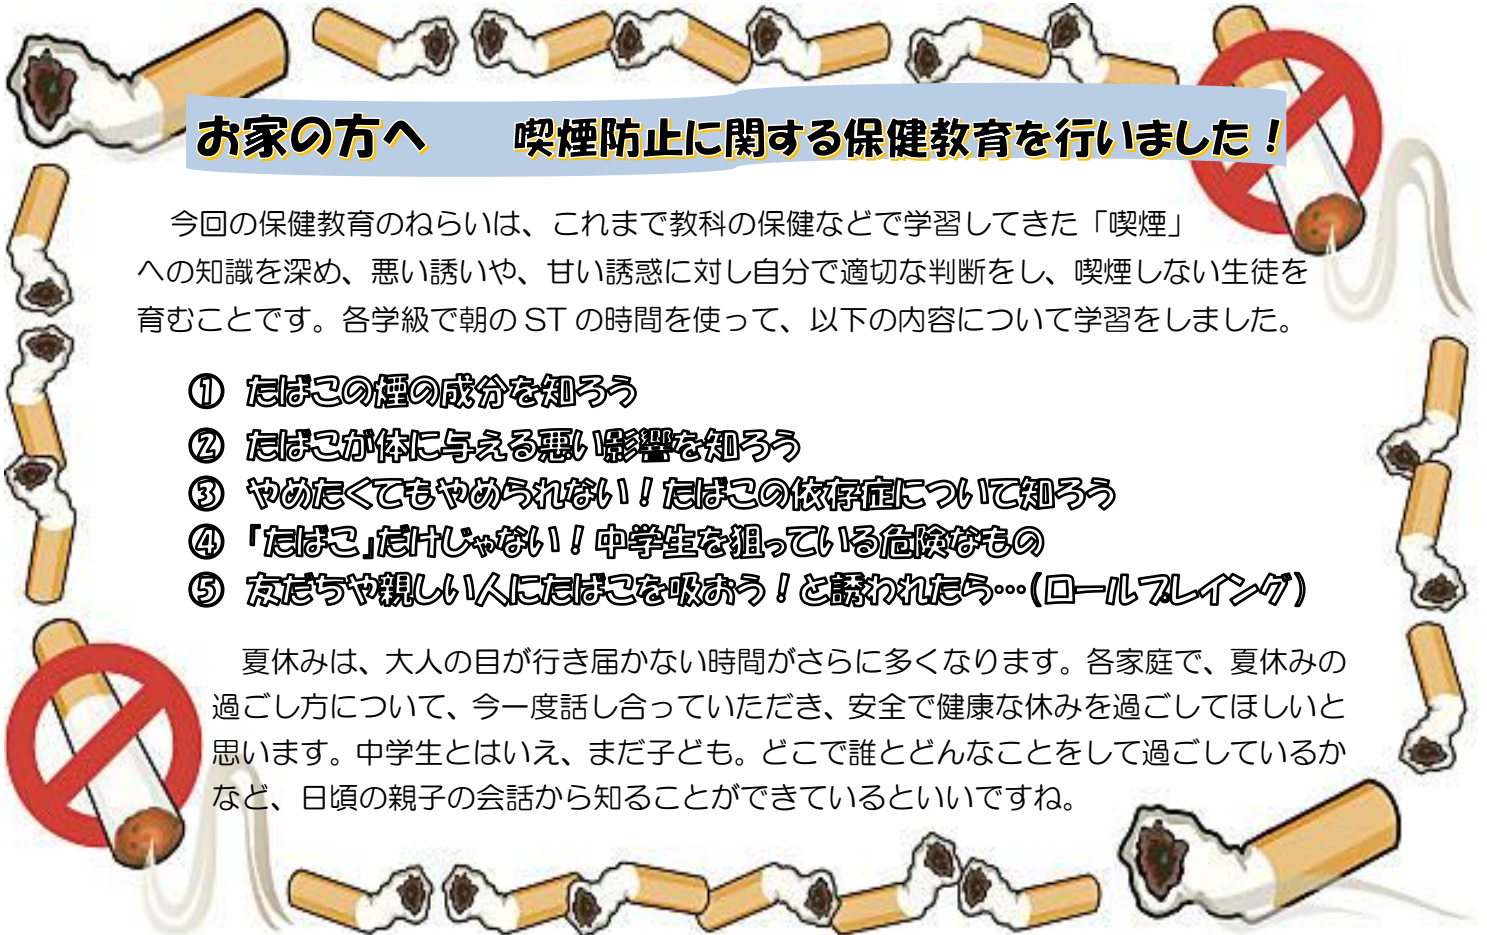 お家の方へ　　喫煙防止に関する保健教育を行いました！
今回の保健教育のねらいは、これまで教科の保健などで学習してきた「喫煙」
への知識を深め、悪い誘いや、甘い誘惑に対し自分で適切な判断をし、喫煙しない生徒を
育むことです。各学級で朝の ST の時間を使って、以下の内容について学習をしました。
① たばこの煙の成分を知ろう
② たばこが体に与える悪い影響を知ろう
③ やめたくてもやめられない！たばこの依存症について知ろう
④ 「たばこ」だけじゃない！中学生を狙っている危険なもの
⑤ 友だちや親しい人にたばこを吸おう！と誘われたら…（ロールプレイング）
夏休みは、大人の目が行き届かない時間がさらに多くなります。各家庭で、夏休みの
過ごし方について、今一度話し合っていただき、安全で健康な休みを過ごしてほしいと
思います。中学生とはいえ、まだ子ども。どこで誰とどんなことをして過ごしているか
など、日頃の親子の会話から知ることができているといいですね。